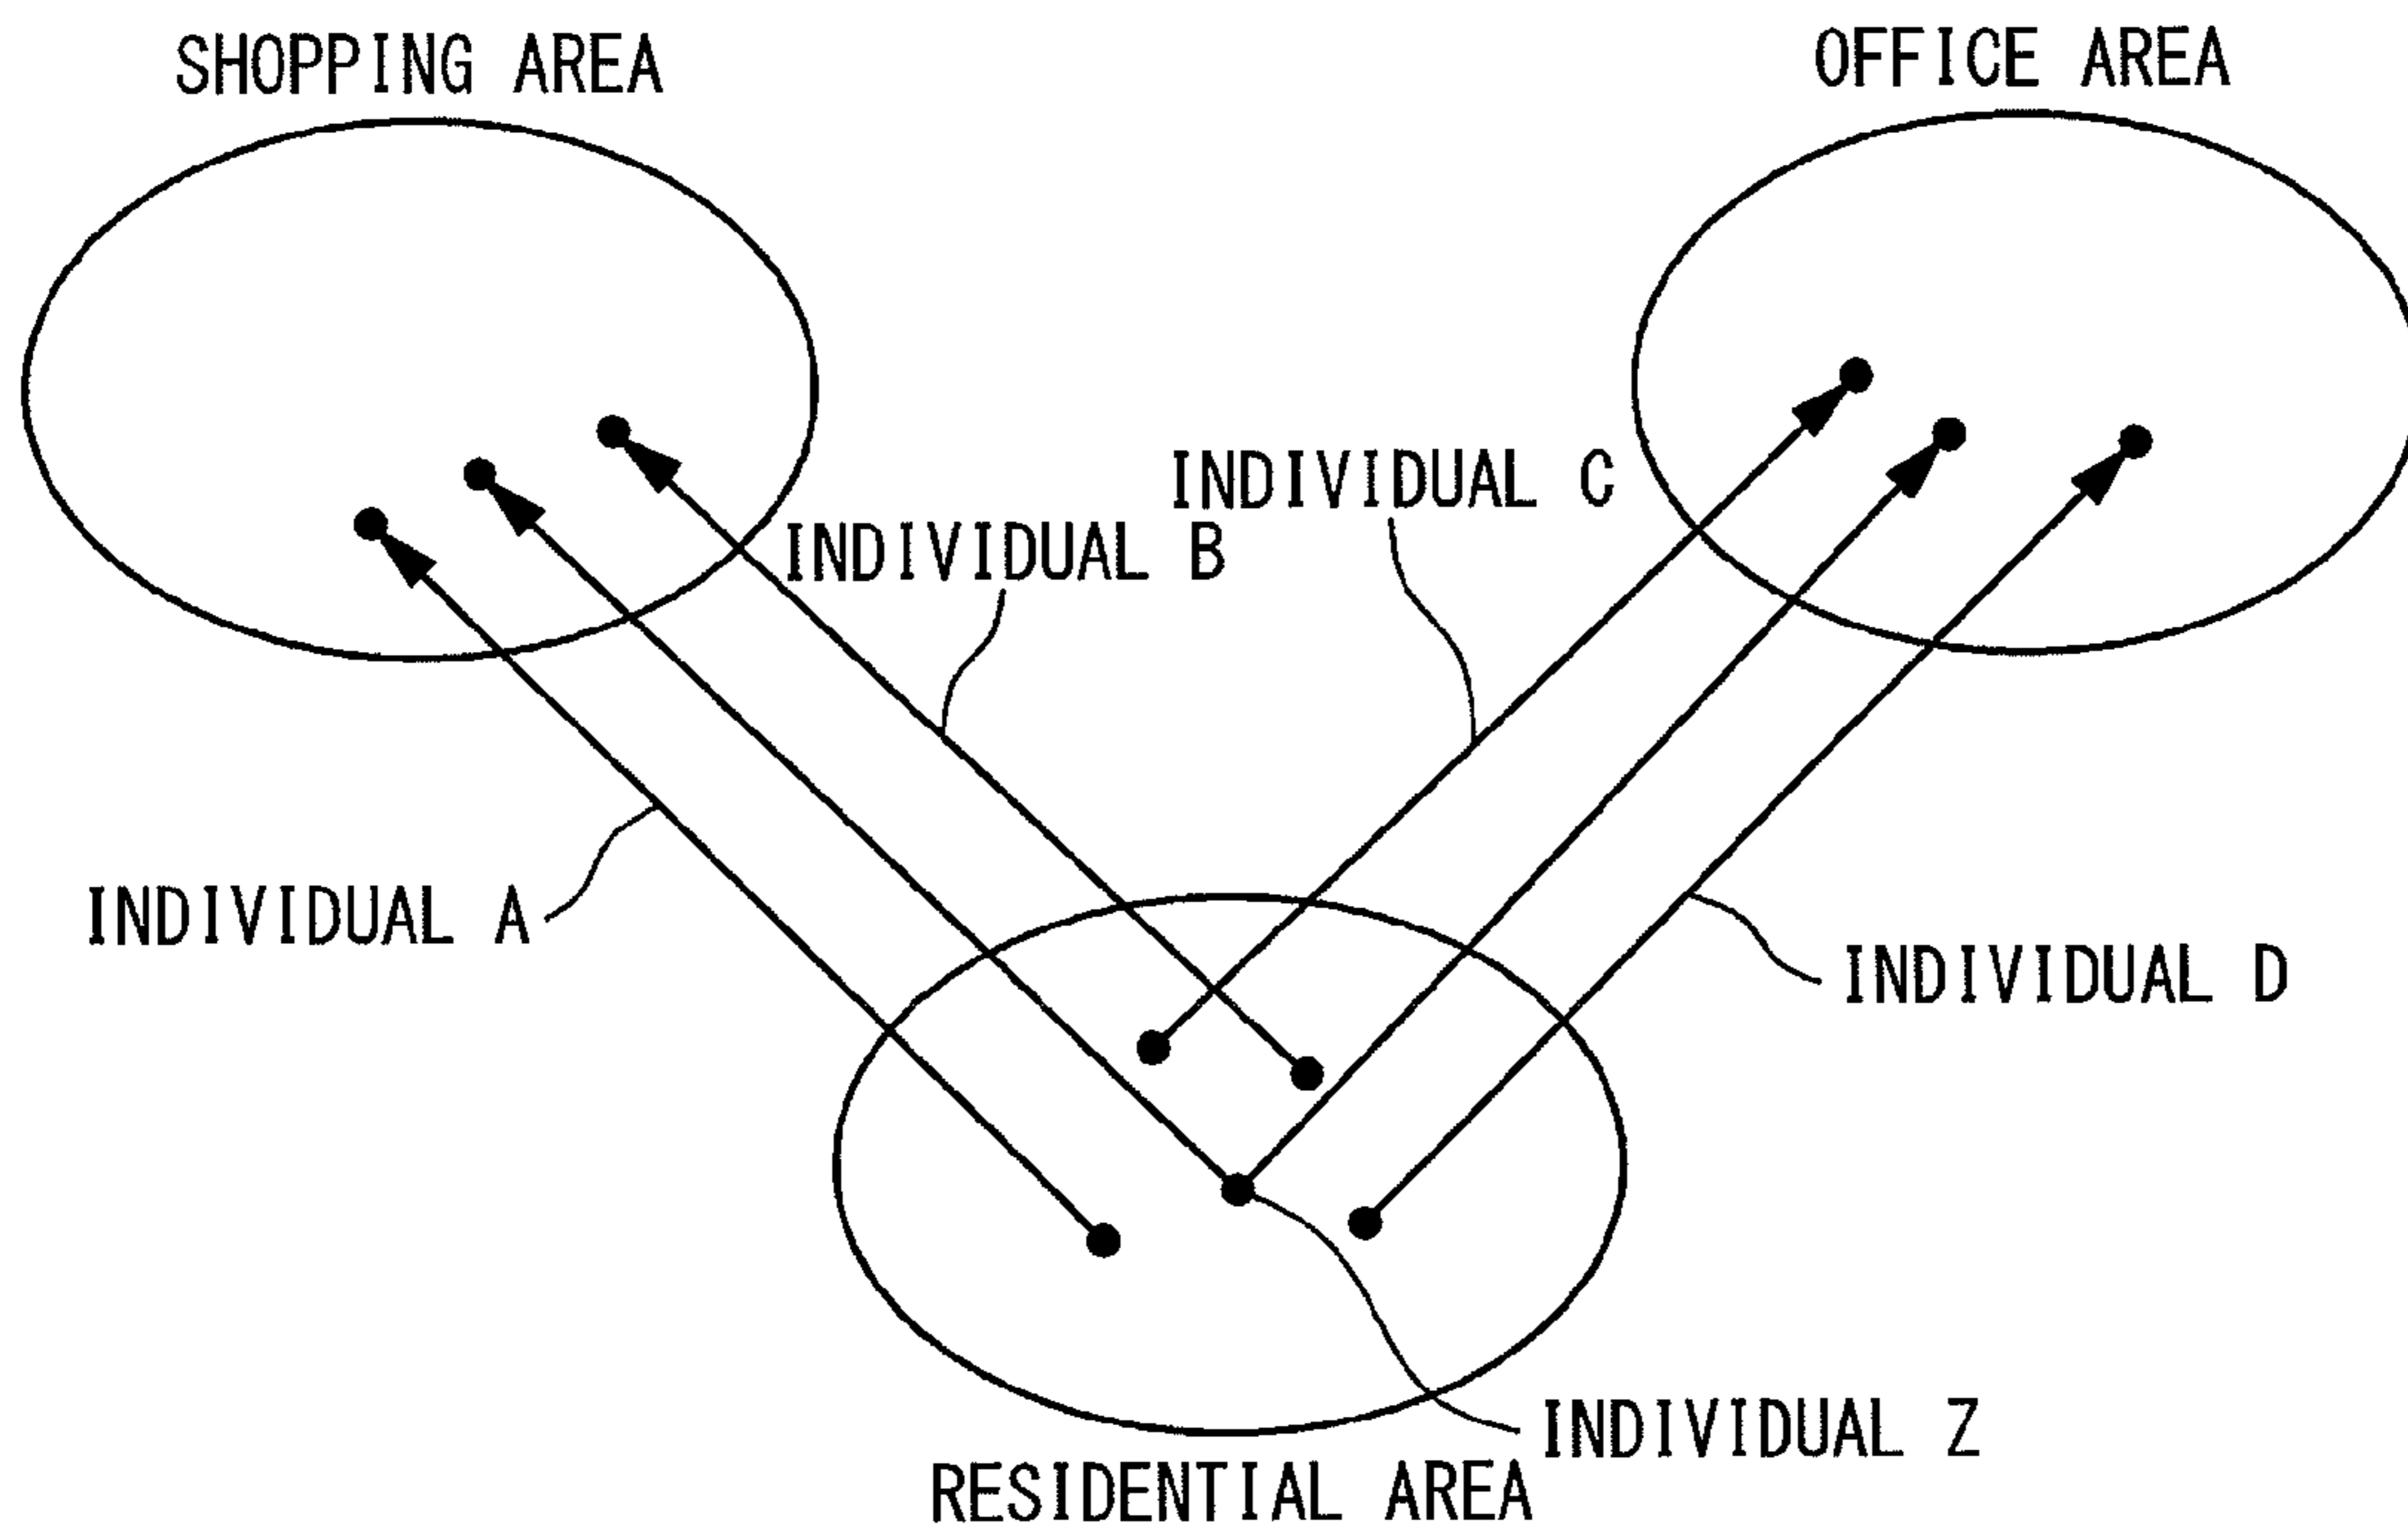 SHOPPING AREA
OFFICE AREA
INDIVIDUAL C
INDIVIDUAL B
INDIVIDUAL A
INDIVIDUAL D
INDIVIDUAL Z
RESIDENTIAL AREA